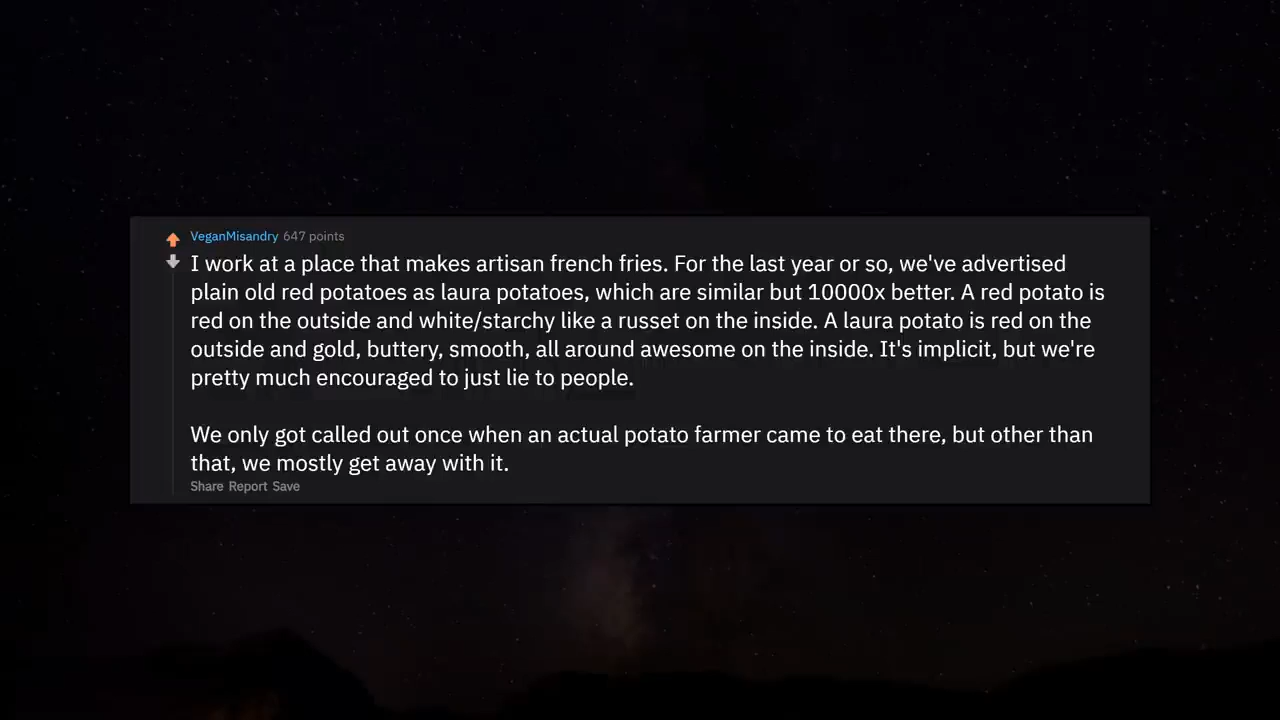 VeganMisandry 647 points
I work at a place that makes artisan french fries. For the last year or so, we've advertised
plain old red potatoes as laura potatoes, which are similar but 10000x better. A red potato is
red on the outside and white/starchy like a russet on the inside. A laura potato is red on the
outside and gold, buttery, smooth, all around awesome on the inside. It's implicit, but we're
pretty much encouraged to just lie to people.
We only got called out once when an actual potato farmer came to eat there, but other than
that, we mostly get away with it.
Share Report Save